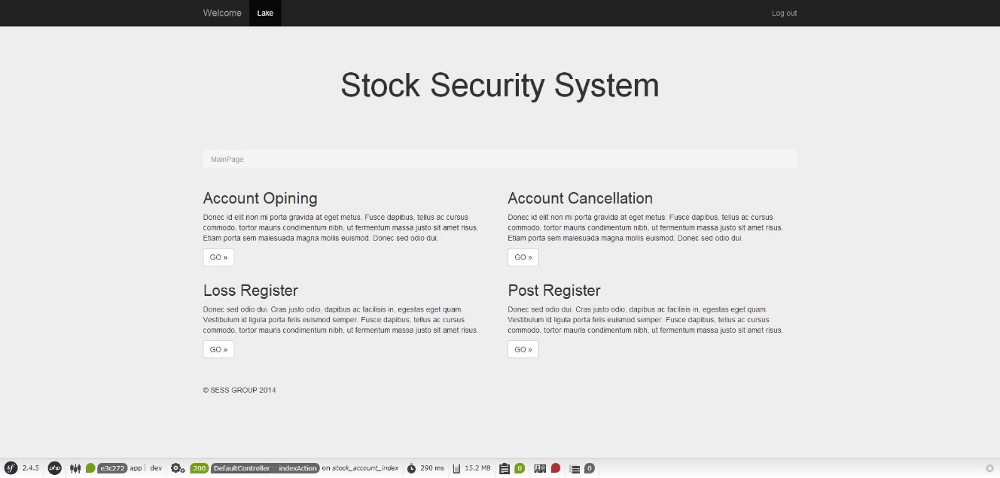 Welcome Lake Log out
Stock Security System
MainPage
Account Opining
Donec id elit non mi porta gravida at eget metus. Fusce dapibus, tellus ac cursus
commodo, tortor mauris condimentum nibh, ut fermentum massa justo sit amet risus.
Etiam porta sem malesuada magna mollis euismod. Donec sed odio dui.
GO »
Account Cancellation
Donec id elit non mi porta gravida at eget metus. Fusce dapibus, tellus ac cursus
commodo, tortor mauris condimentum nibh, ut fermentum massa justo sit amet risus.
Etiam porta sem malesuada magna mollis euismod. Donec sed odio dui.
GO »
Loss Register
Donec sed odio dui. Cras justo odio, dapibus ac facilisis in, egestas eget quam.
Vestibulum id ligula porta felis euismod semper. Fusce dapibus, tellus ac cursus
commodo, tortor mauris condimentum nibh, ut fermentum massa justo sit amet risus.
GO »
Post Register
Donec sed odio dui. Cras justo odio, dapibus ac facilisis in, egestas eget quam.
Vestibulum id ligula porta felis euismod semper. Fusce dapibus, tellus ac cursus
commodo, tortor mauris condimentum nibh, ut fermentum massa justo sit amet risus.
GO »
© SESS GROUP 2014
sf 2.4.5 php e3c272 app | dev 200 DefaultController :: indexAction on stock_account_index 290 ms 15.2 MB 0 0